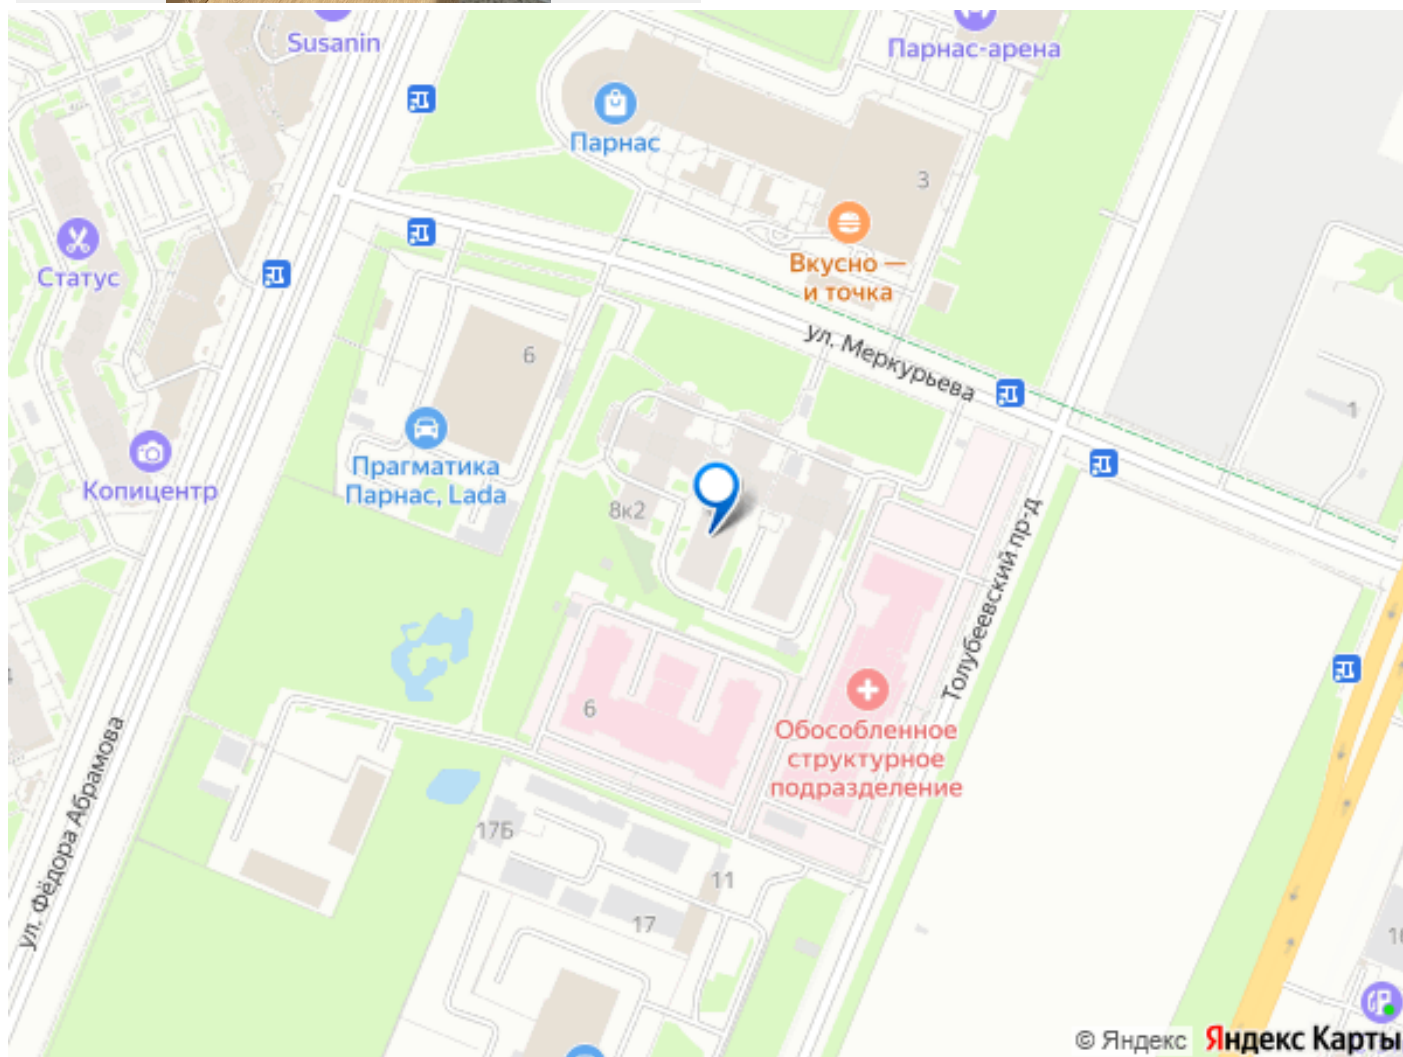 Susanin
Парнас-арена
Парнас
3
Вкусно —
и точка
Статус
ул. Меркурьева
6
1
Прагматика
Парнас, Lada
Копицентр
8к2
Толубеевский пр-д
6
Обособленное
структурное
подразделение
ул. Фёдора Абрамова
17Б
11
17
© Яндекс Яндекс Карты